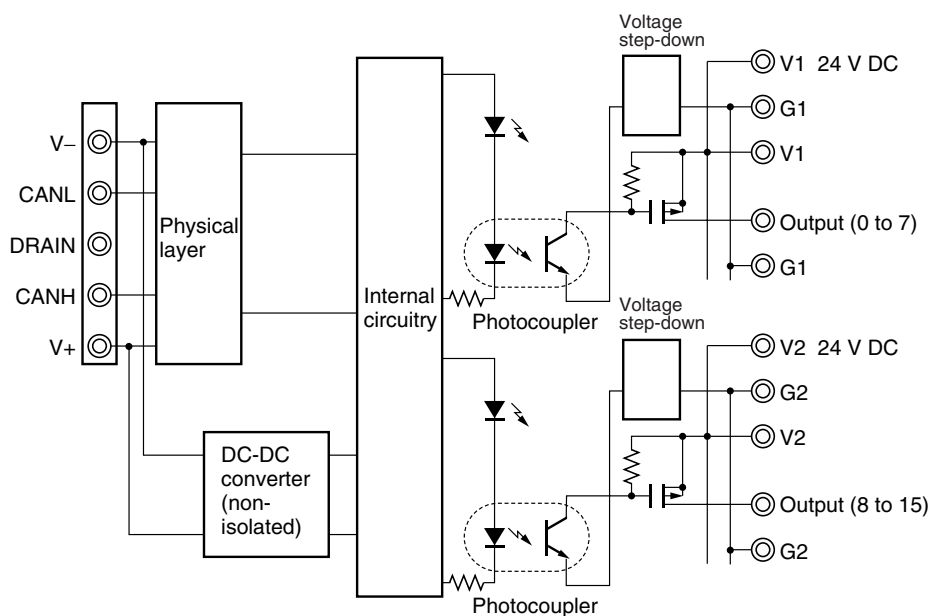 Voltage
step-down
V1 24 V DC
G1
V1
Output (0 to 7)
G1
V–
CANL
DRAIN
CANH
V+
Physical
layer
Internal
circuitry
Photocoupler
Voltage
step-down
V2 24 V DC
G2
V2
Output (8 to 15)
G2
DC-DC
converter
(non-
isolated)
Photocoupler